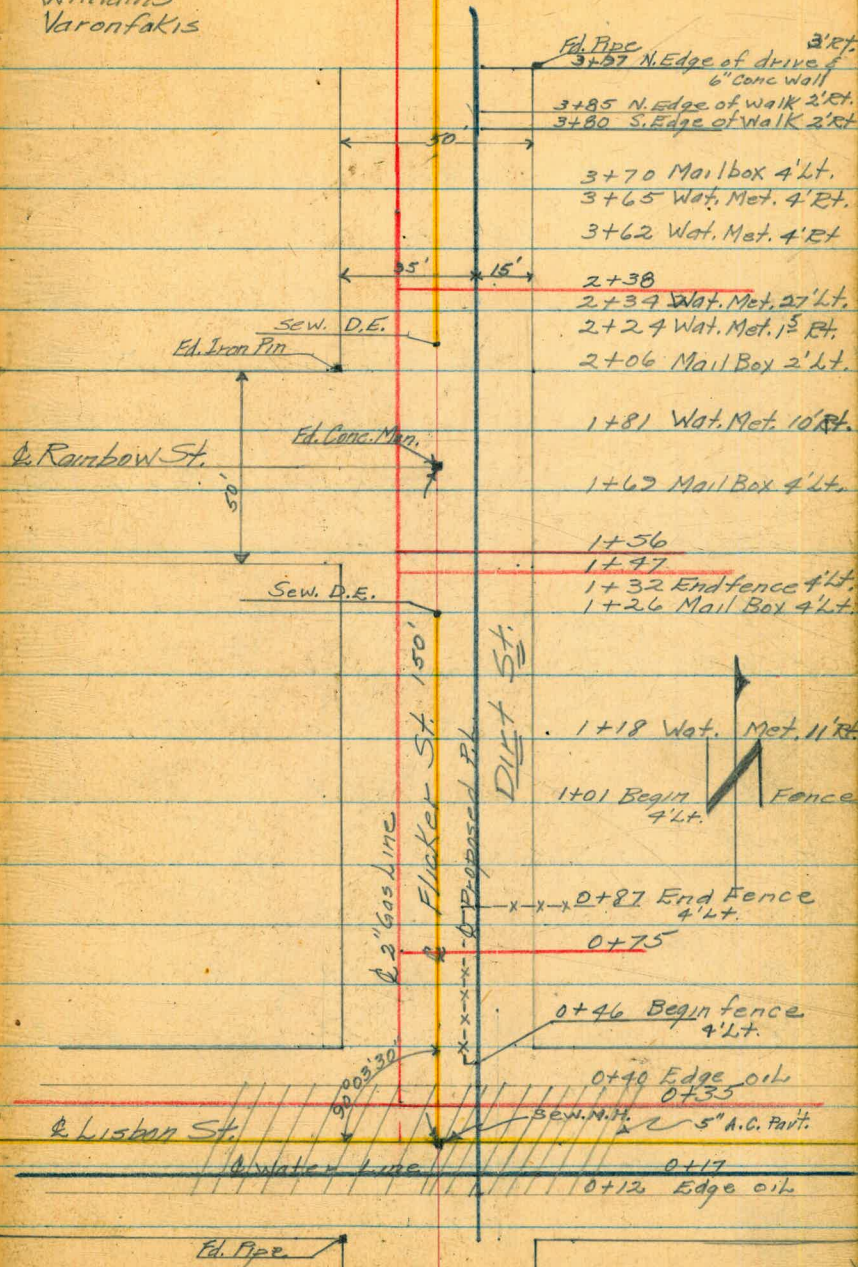 Varonfakis
3'Rt.
Fd. Pipe
3+97 N. Edge of drive &
6" Conc Wall
3+85 N. Edge of Walk 2'Rt.
3+80 S. Edge of Walk 2'Rt
50'
3+70 Mailbox 4'Lt.
3+65 Wat. Met. 4'Rt.
3+62 Wat. Met. 4'Rt
35'
15'
2+38
2+34 Wat. Met. 27'Lt.
Sew. D.E.
2+24 Wat. Met. 1⁵ Rt.
Fd. Iron Pin
2+06 Mail Box 2'Lt.
1+81 Wat. Met. 10'Rt.
Fd. Conc. Mon.
℄ Rainbow St.
1+69 Mail Box 4'Lt.
50'
1+56
1+47
1+32 End fence 4'Lt.
Sew. D.E.
1+26 Mail Box 4'Lt.
Dirt St.
1+18 Wat. Met. 11'Rt.
N
1+01 Begin Fence
4'Lt.
℄ 2" Gas Line
℄ Flicker St. 150'
℄ Proposed P.L.
-x-x-x 0+87 End Fence
4'Lt.
0+75
-x-x-x-x-x-
0+46 Begin fence
4'Lt.
90°03'30"
0+40 Edge oil
0+35
Sew. M.H.
5" A.C. Pav't.
℄ Lisbon St.
℄ Water Line
0+17
0+12 Edge oil
Fd. Pipe